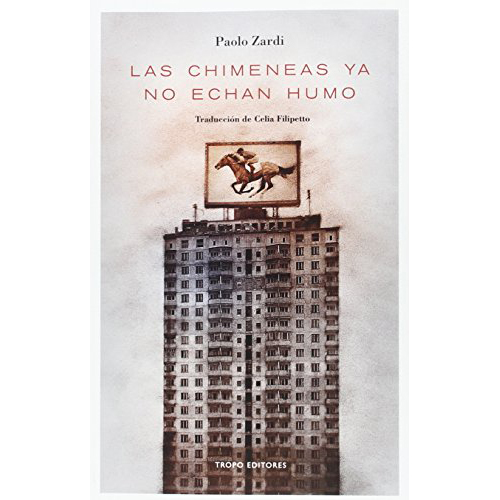 Paolo Zardi
LAS CHIMENEAS YA
NO ECHAN HUMO
Traducción de Celia Filipetto
TROPO EDITORES